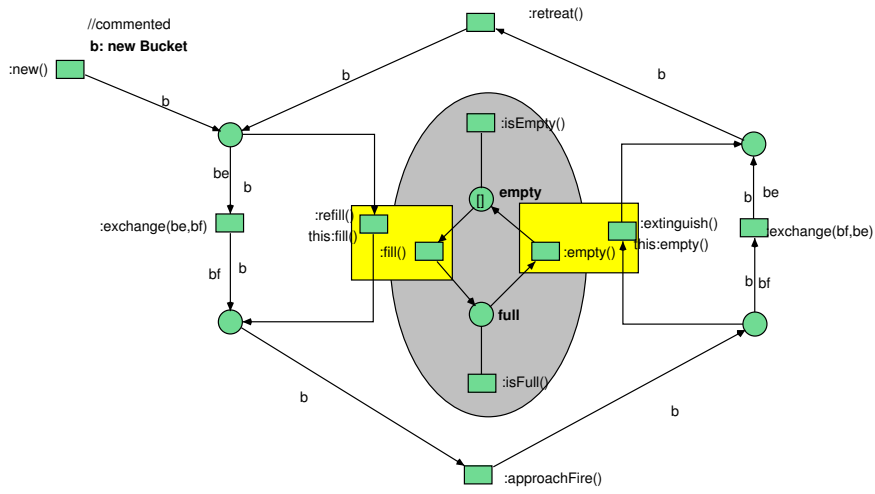 :retreat()
//commented
b: new Bucket
:new()
b
b
b
:isEmpty()
be
b
empty
[]
be
b
:refill()
this:fill()
:extinguish()
this:empty()
:exchange(be,bf)
:exchange(bf,be)
:fill()
:empty()
bf
b
b
bf
full
:isFull()
b
b
:approachFire()